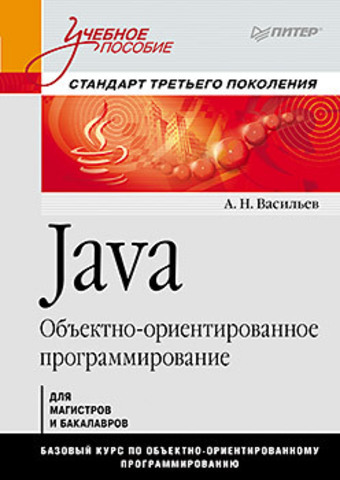 Учебное
пособие
ПИТЕР
СТАНДАРТ ТРЕТЬЕГО ПОКОЛЕНИЯ
А. Н. Васильев
Java
Объектно-ориентированное
программирование
ДЛЯ
МАГИСТРОВ
И БАКАЛАВРОВ
БАЗОВЫЙ КУРС ПО ОБЪЕКТНО-ОРИЕНТИРОВАННОМУ
ПРОГРАММИРОВАНИЮ